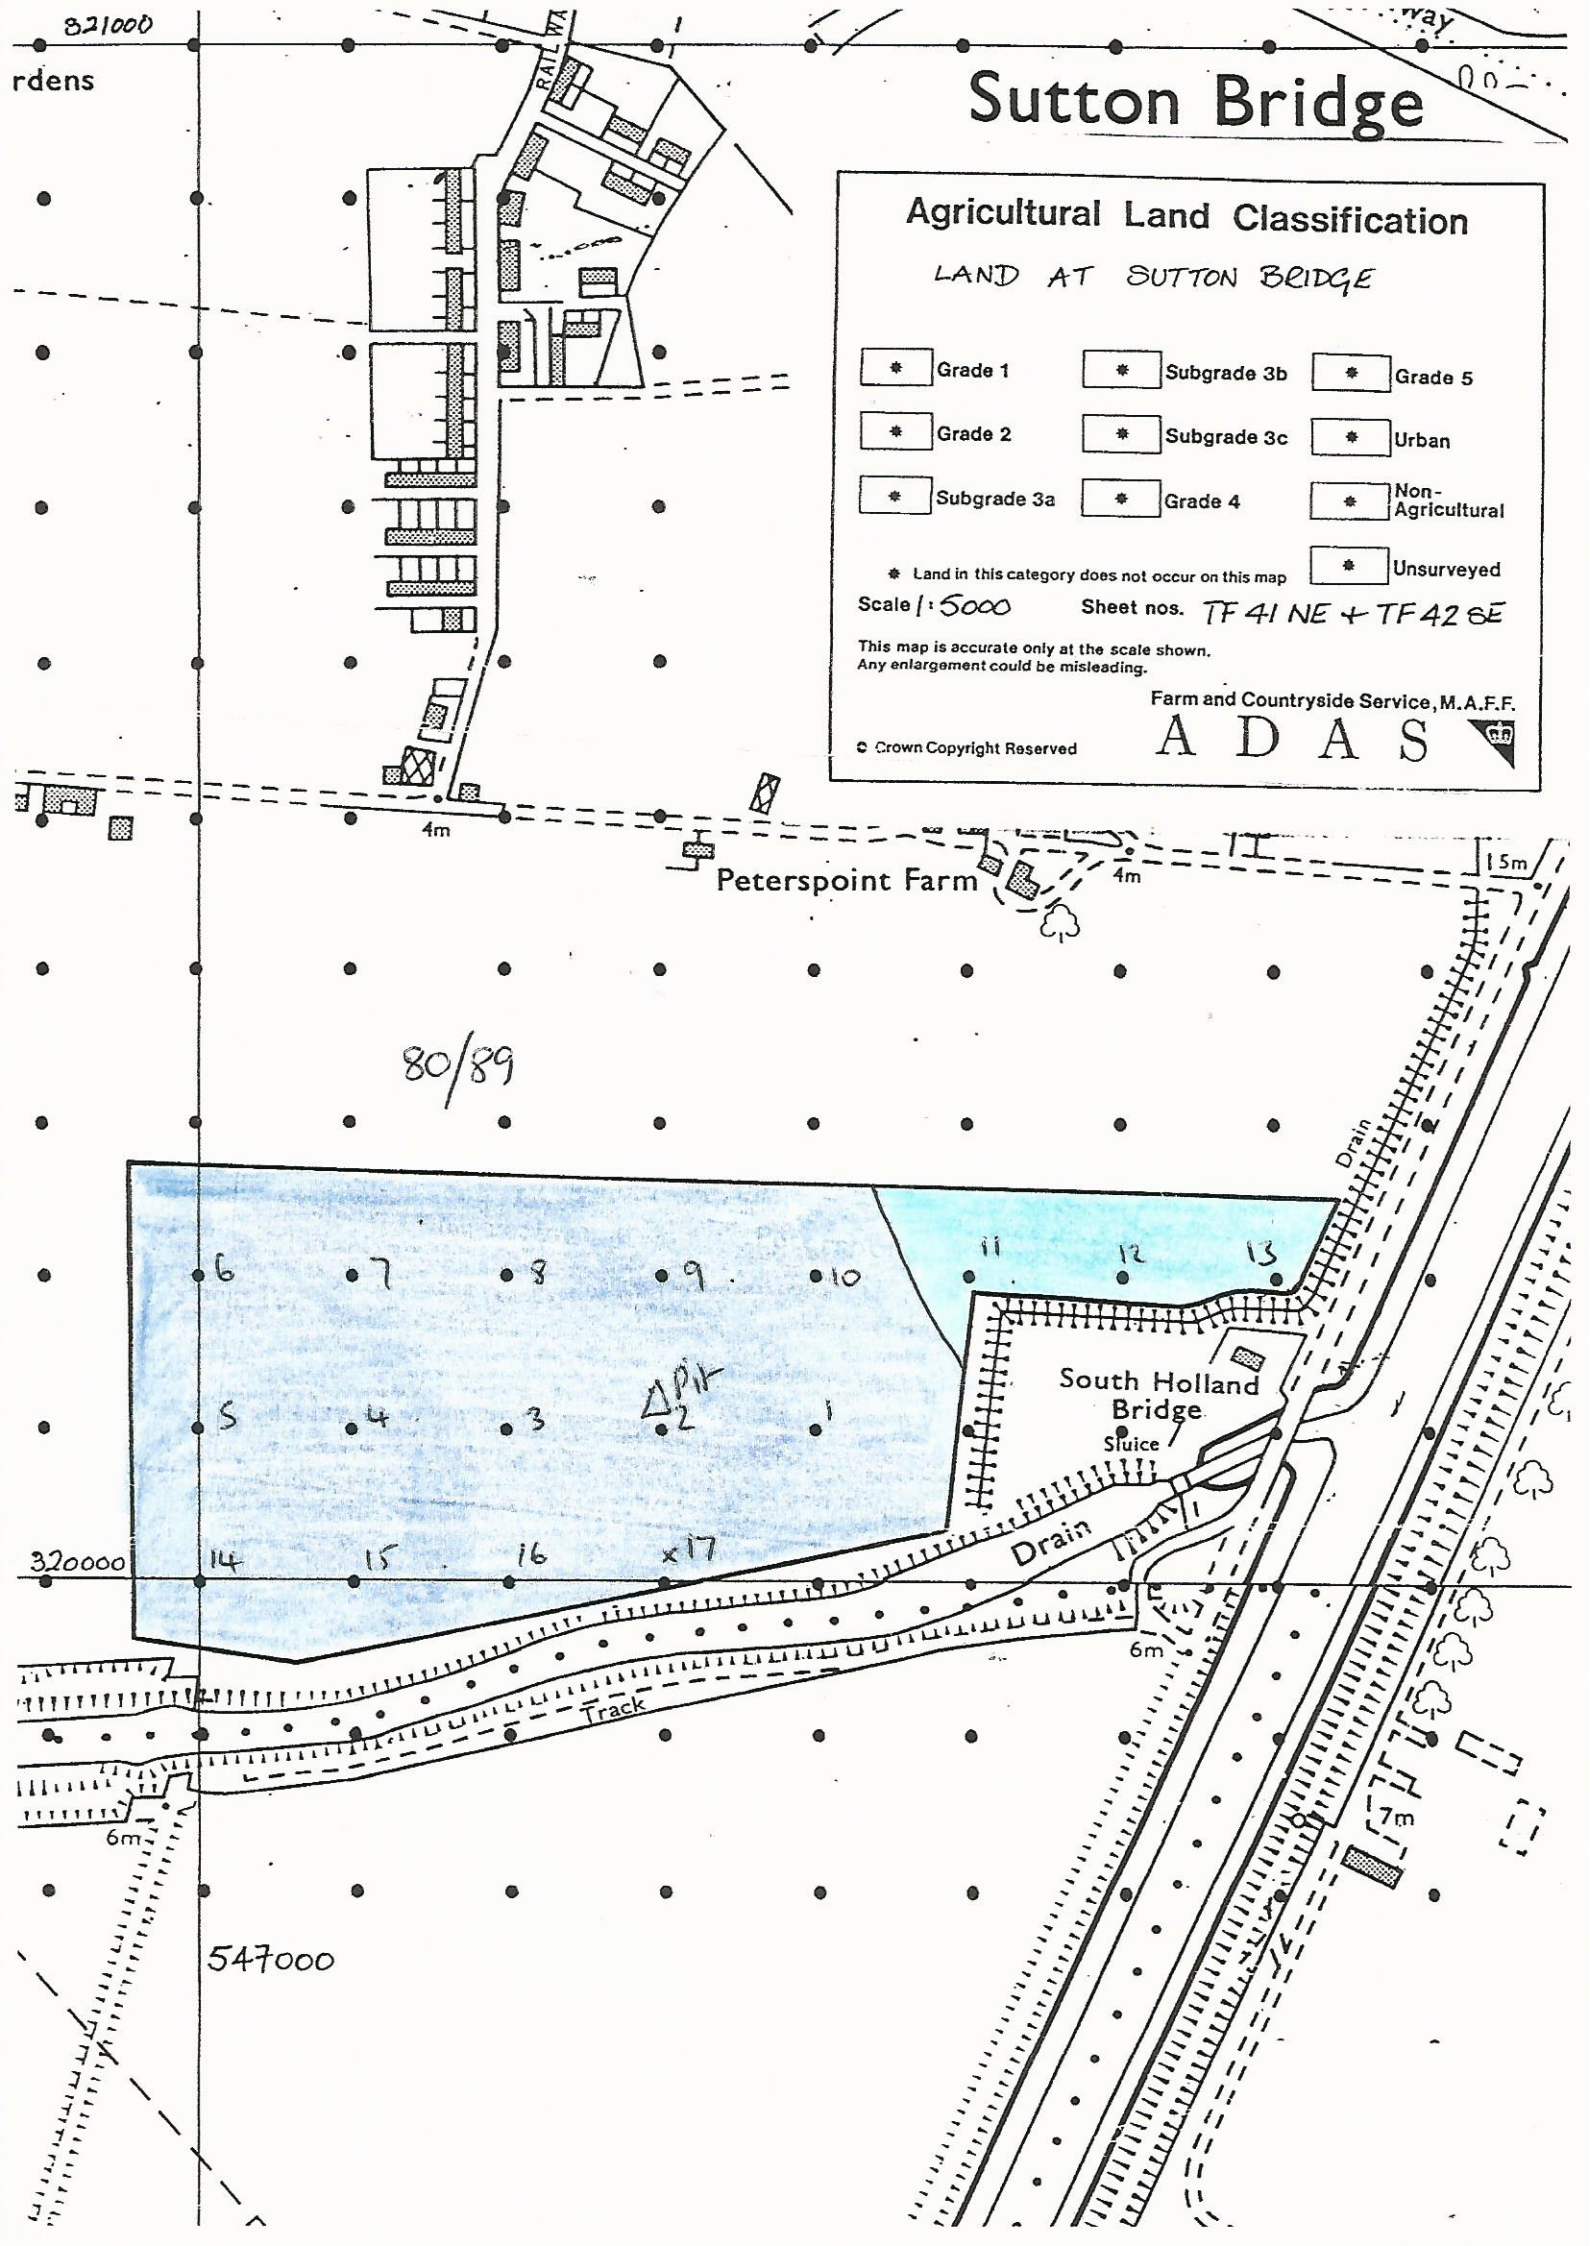 321000
Way
RAILWA
rdens
Sutton Bridge
Agricultural Land Classification
LAND AT SUTTON BRIDGE
* Grade 1
* Subgrade 3b
* Grade 5
* Grade 2
* Subgrade 3c
* Urban
* Subgrade 3a
* Grade 4
* Non-
Agricultural
* Unsurveyed
* Land in this category does not occur on this map
Scale 1:5000 Sheet nos. TF 41 NE + TF 42 SE
This map is accurate only at the scale shown.
Any enlargement could be misleading.
Farm and Countryside Service, M.A.F.F.
© Crown Copyright Reserved
A D A S
4m
Peterspoint Farm
4m
5m
80/89
Drain
6
7
8
9
10
11
12
13
Pit
South Holland
Bridge
Sluice
5
4
3
2
1
Drain
320000
14
15
16
x17
6m
Track
7m
6m
547000